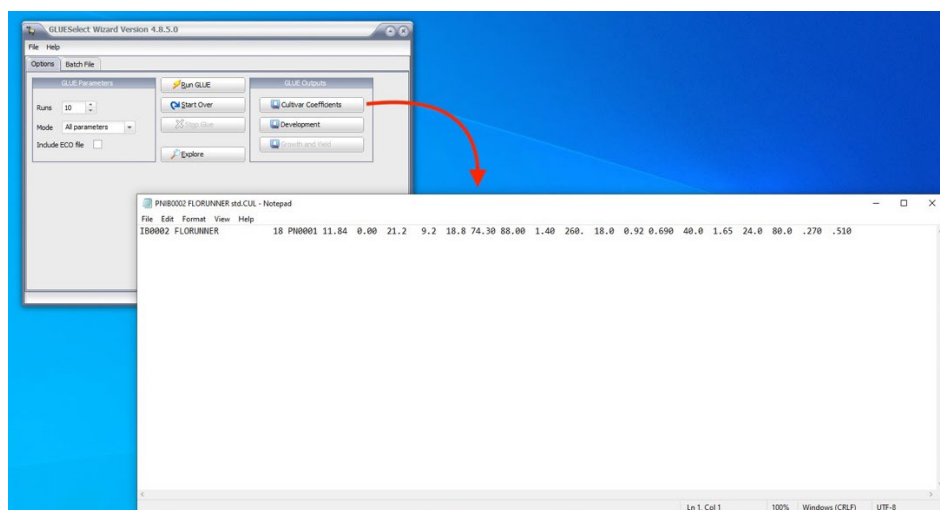 GLUESelect Wizard Version 4.8.5.0
File Help
Options Batch File
GLUE Parameters
Runs 10
Mode All parameters
Include ECO file
Run GLUE
Start Over
Stop Glue
Explore
GLUE Outputs
Cultivar Coefficients
Development
Growth and Yield
PNIB0002 FLORUNNER std.CUL - Notepad
File Edit Format View Help
IB0002 FLORUNNER 18 PN0001 11.84 0.00 21.2 9.2 18.8 74.30 88.00 1.40 260. 18.0 0.92 0.690 40.0 1.65 24.0 80.0 .270 .510
Ln 1, Col 1 100% Windows (CRLF) UTF-8